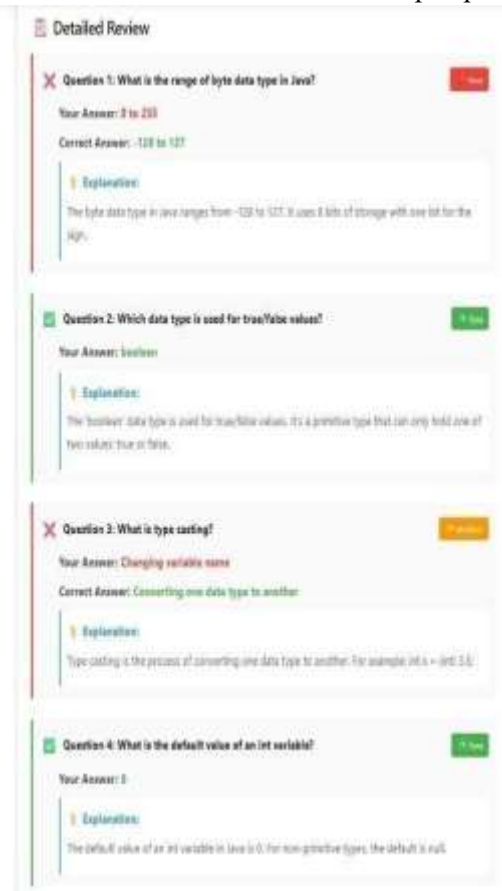 Detailed Review
Question 1: What is the range of byte data type in Java?
Your Answer: 0 to 255
Correct Answer: -128 to 127
Explanation:
The byte data type in Java ranges from -128 to 127. It uses 8 bits of storage with one bit for the
sign.
Question 2: Which data type is used for true/false values?
Easy
Your Answer: boolean
Explanation:
The 'boolean' data type is used for true/false values. It's a primitive type that can only hold one of
two values: true or false.
Question 3: What is type casting?
Your Answer: Changing variable name
Correct Answer: Converting one data type to another
Explanation:
Type casting is the process of converting one data type to another. For example: int x = (int) 3.5;
Question 4: What is the default value of an int variable?
Easy
Your Answer: 0
Explanation:
The default value of an int variable in Java is 0. For non-primitive types, the default is null.